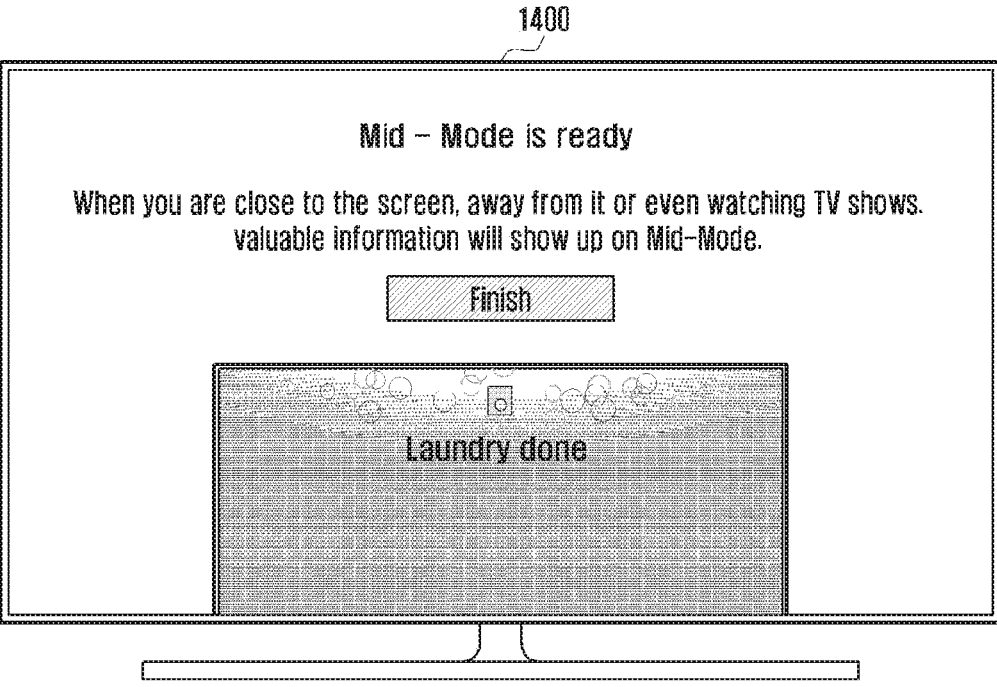 1400
Mid - Mode is ready
When you are close to the screen, away from it or even watching TV shows.
valuable information will show up on Mid-Mode.
Finish
Laundry done